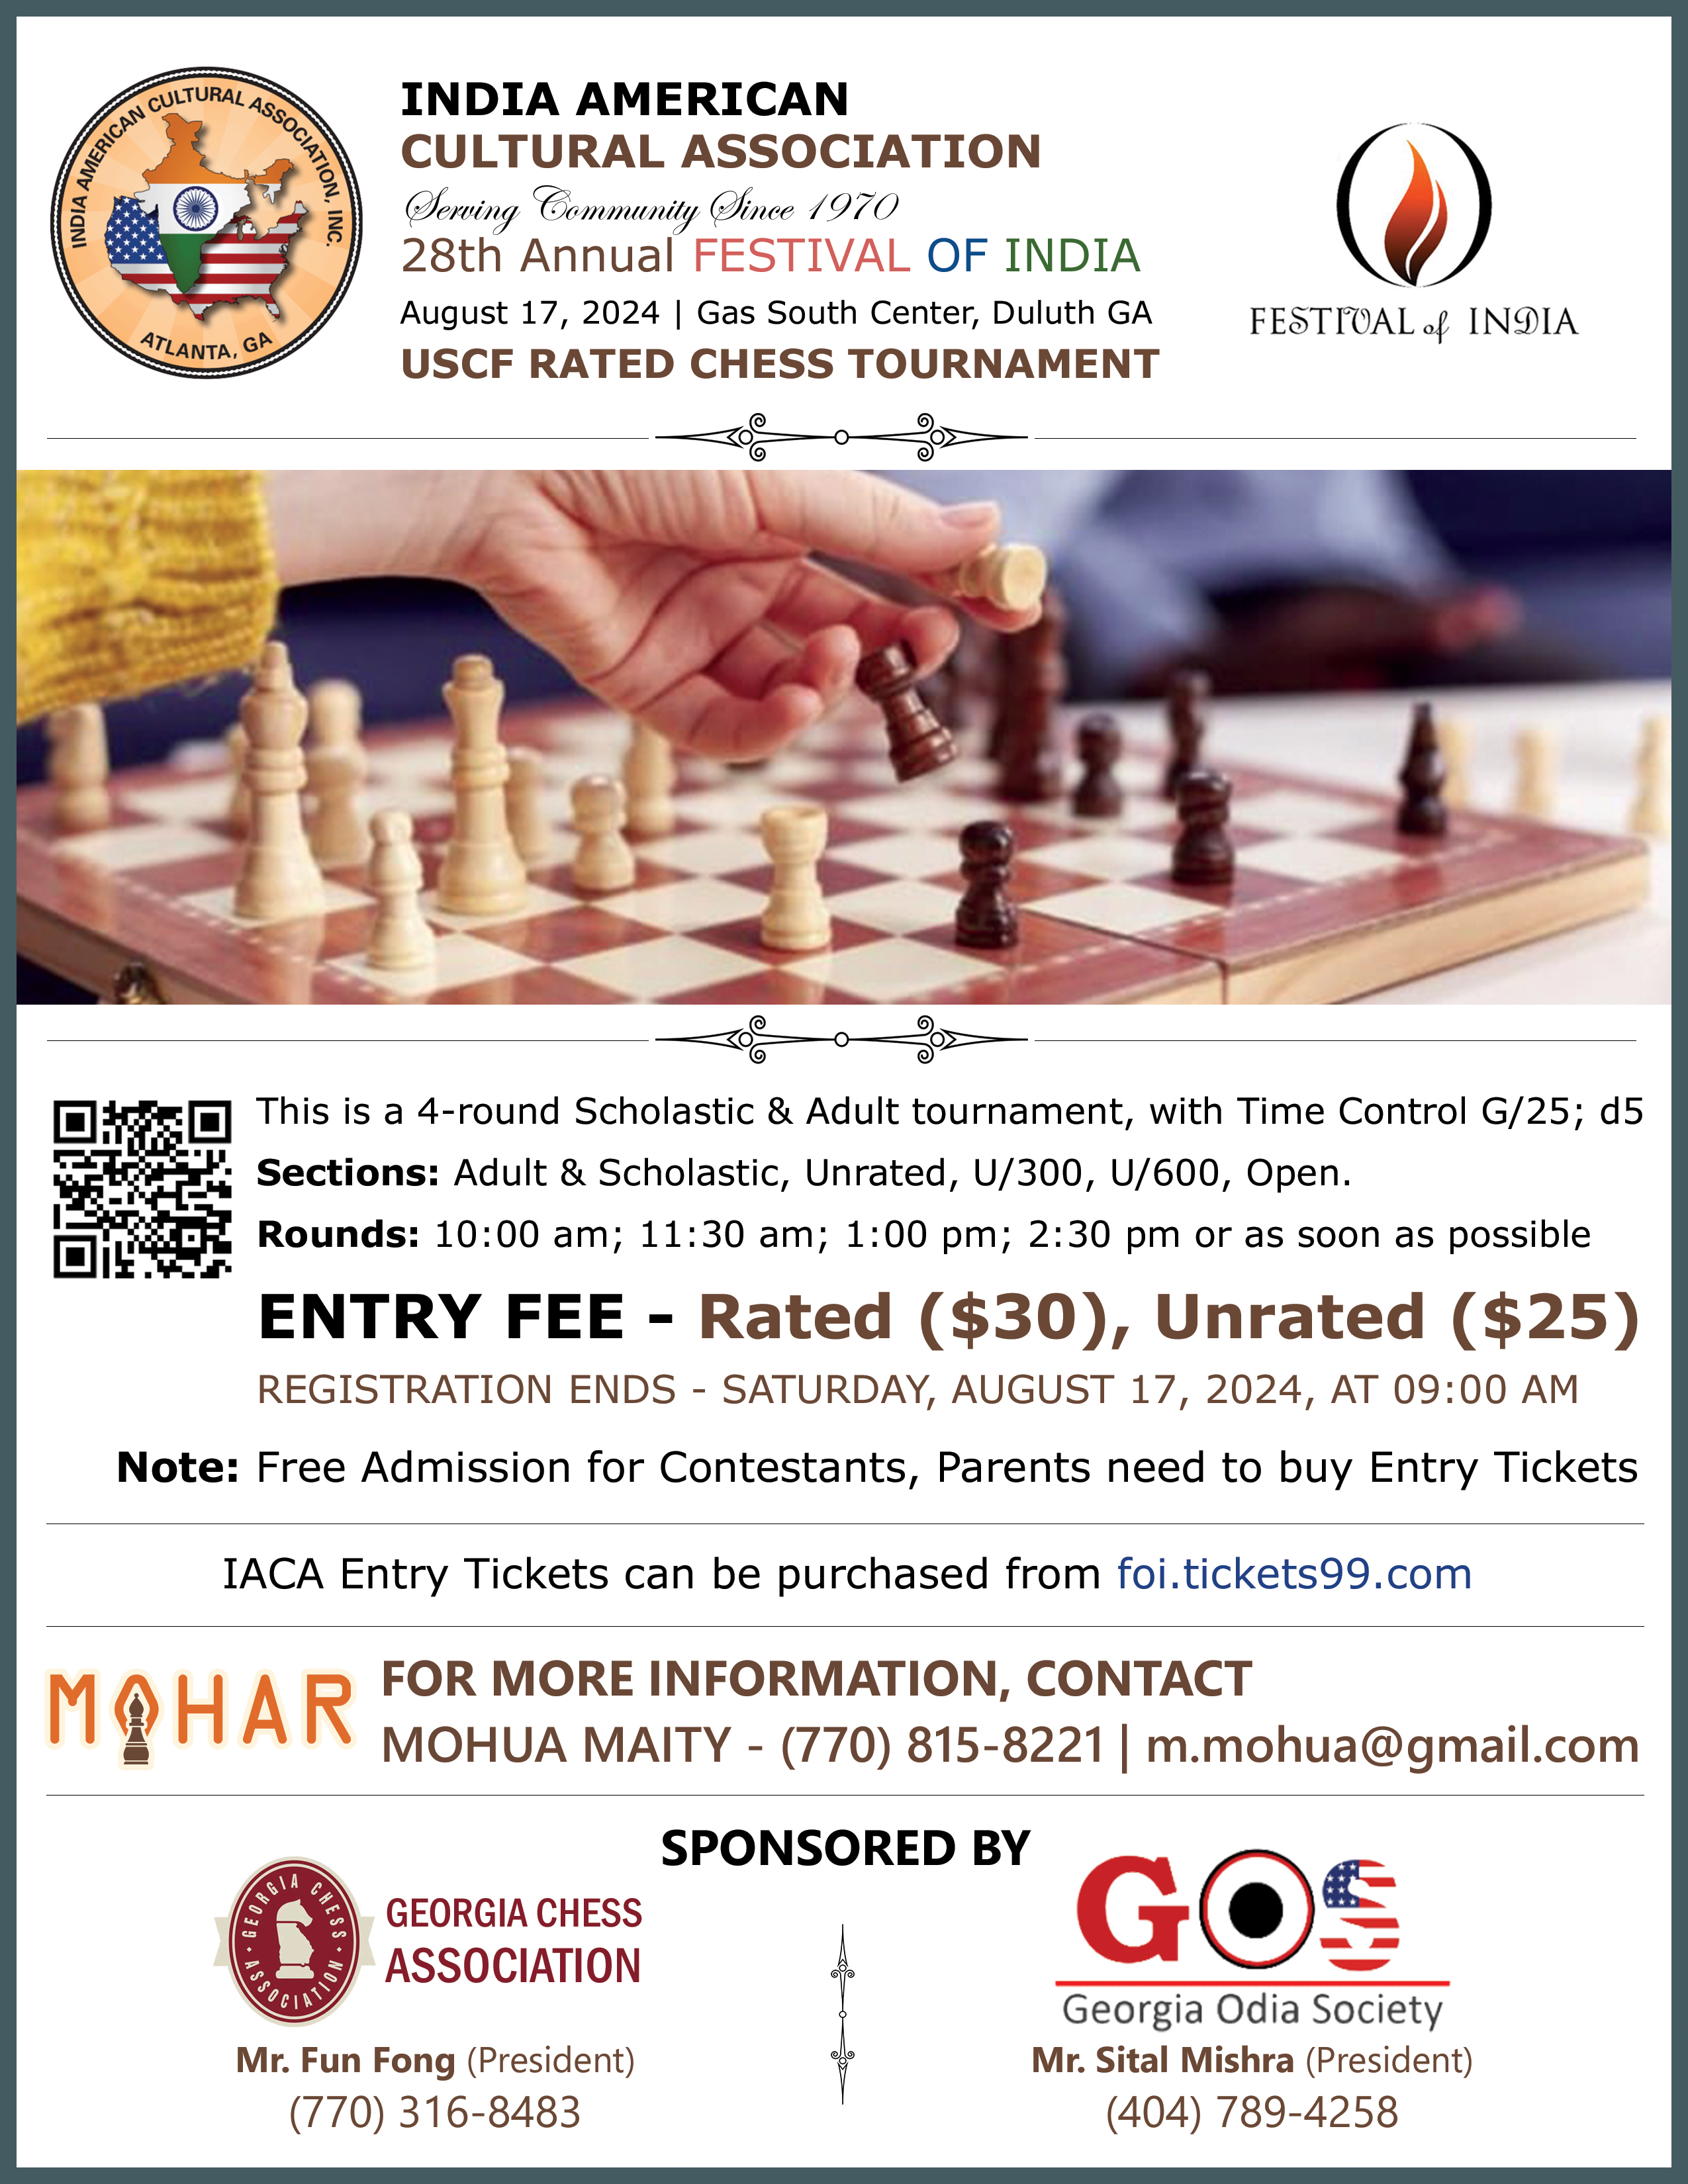 INDIA AMERICAN CULTURAL ASSOCIATION, INC.
ATLANTA, GA
INDIA AMERICAN
CULTURAL ASSOCIATION
Serving Community Since 1970
28th Annual FESTIVAL OF INDIA
August 17, 2024 | Gas South Center, Duluth GA
USCF RATED CHESS TOURNAMENT
FESTIVAL of INDIA
This is a 4-round Scholastic & Adult tournament, with Time Control G/25; d5
Sections: Adult & Scholastic, Unrated, U/300, U/600, Open.
Rounds: 10:00 am; 11:30 am; 1:00 pm; 2:30 pm or as soon as possible
ENTRY FEE - Rated ($30), Unrated ($25)
REGISTRATION ENDS - SATURDAY, AUGUST 17, 2024, AT 09:00 AM
Note: Free Admission for Contestants, Parents need to buy Entry Tickets
IACA Entry Tickets can be purchased from foi.tickets99.com
MOHAR
FOR MORE INFORMATION, CONTACT
MOHUA MAITY - (770) 815-8221 | m.mohua@gmail.com
SPONSORED BY
GEORGIA CHESS
ASSOCIATION
GEORGIA CHESS
ASSOCIATION
Mr. Fun Fong (President)
(770) 316-8483
GOS
Georgia Odia Society
Mr. Sital Mishra (President)
(404) 789-4258